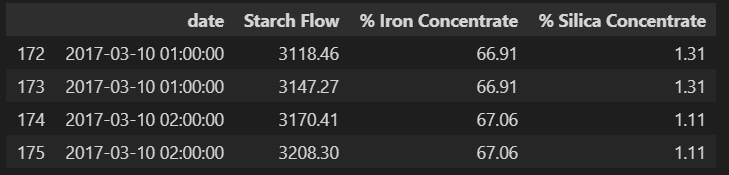 date Starch Flow % Iron Concentrate % Silica Concentrate
172 2017-03-10 01:00:00 3118.46 66.91 1.31
173 2017-03-10 01:00:00 3147.27 66.91 1.31
174 2017-03-10 02:00:00 3170.41 67.06 1.11
175 2017-03-10 02:00:00 3208.30 67.06 1.11